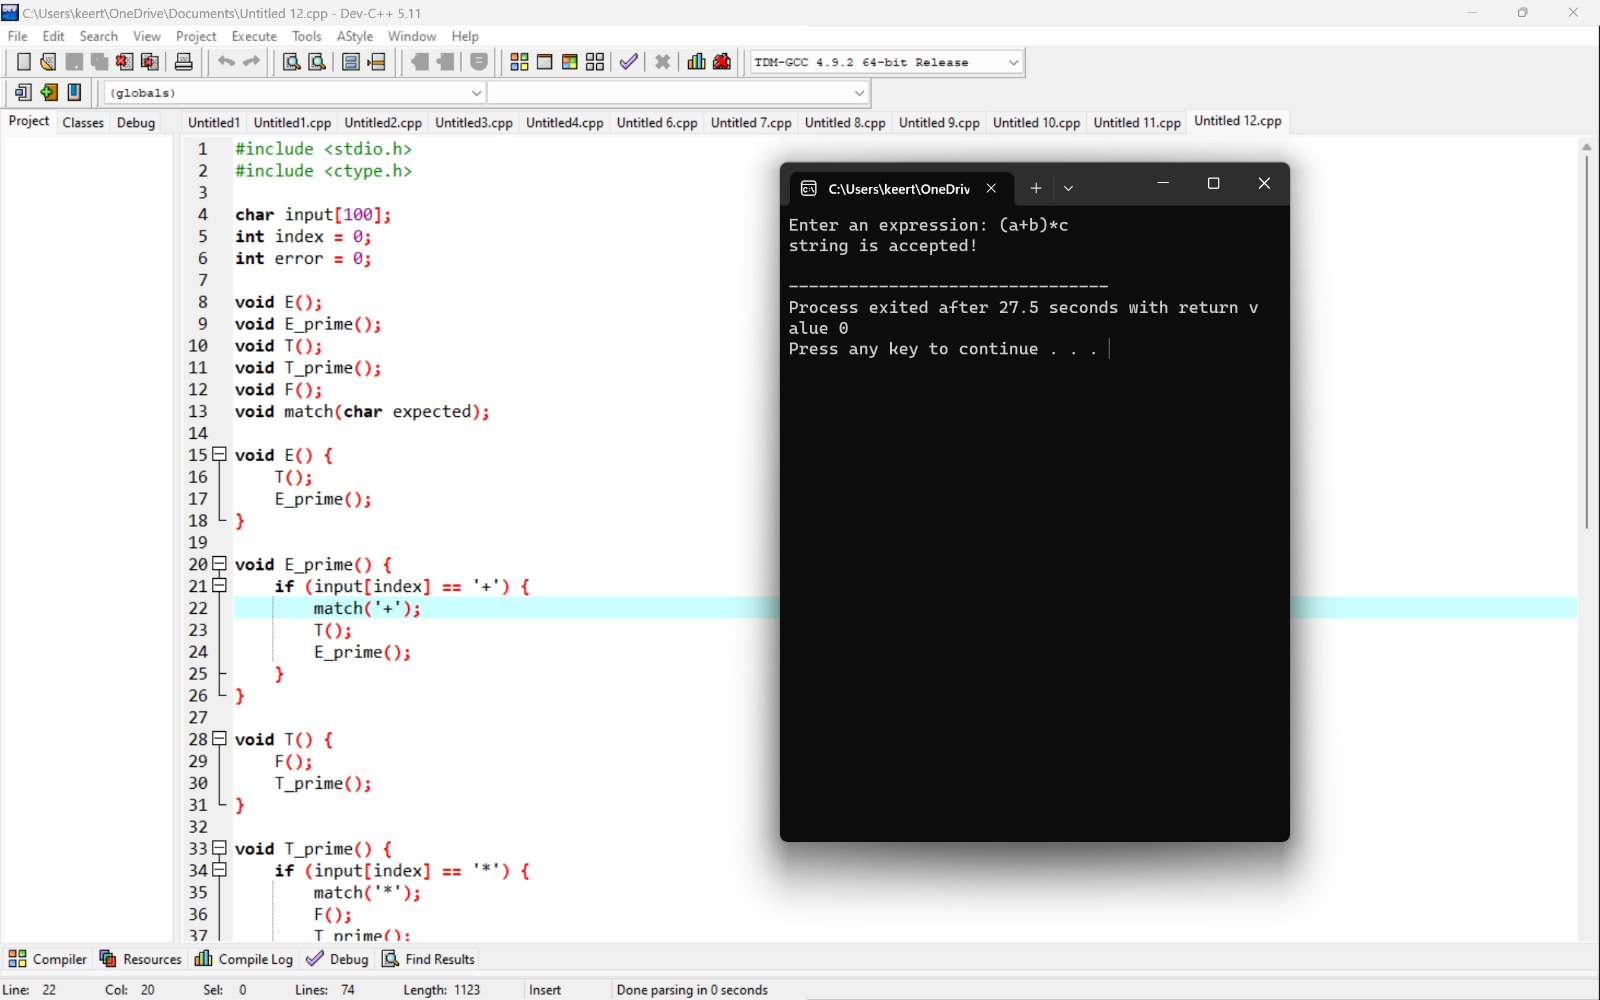 C:\Users\keert\OneDrive\Documents\Untitled 12.cpp - Dev-C++ 5.11
File Edit Search View Project Execute Tools AStyle Window Help
TDM-GCC 4.9.2 64-bit Release
(globals)
Project Classes Debug
Untitled1 Untitled1.cpp Untitled2.cpp Untitled3.cpp Untitled4.cpp Untitled 6.cpp Untitled 7.cpp Untitled 8.cpp Untitled 9.cpp Untitled 10.cpp Untitled 11.cpp Untitled 12.cpp
1 #include <stdio.h>
2 #include <ctype.h>
3
4 char input[100];
5 int index = 0;
6 int error = 0;
7
8 void E();
9 void E_prime();
10 void T();
11 void T_prime();
12 void F();
13 void match(char expected);
14
15 void E() {
16 T();
17 E_prime();
18 }
19
20 void E_prime() {
21 if (input[index] == '+') {
22 match('+');
23 T();
24 E_prime();
25 }
26 }
27
28 void T() {
29 F();
30 T_prime();
31 }
32
33 void T_prime() {
34 if (input[index] == '*') {
35 match('*');
36 F();
37 T_prime();
C:\Users\keert\OneDriv
Enter an expression: (a+b)*c
string is accepted!
--------------------------------
Process exited after 27.5 seconds with return v
alue 0
Press any key to continue . . .
Compiler Resources Compile Log Debug Find Results
Line: 22 Col: 20 Sel: 0 Lines: 74 Length: 1123 Insert Done parsing in 0 seconds